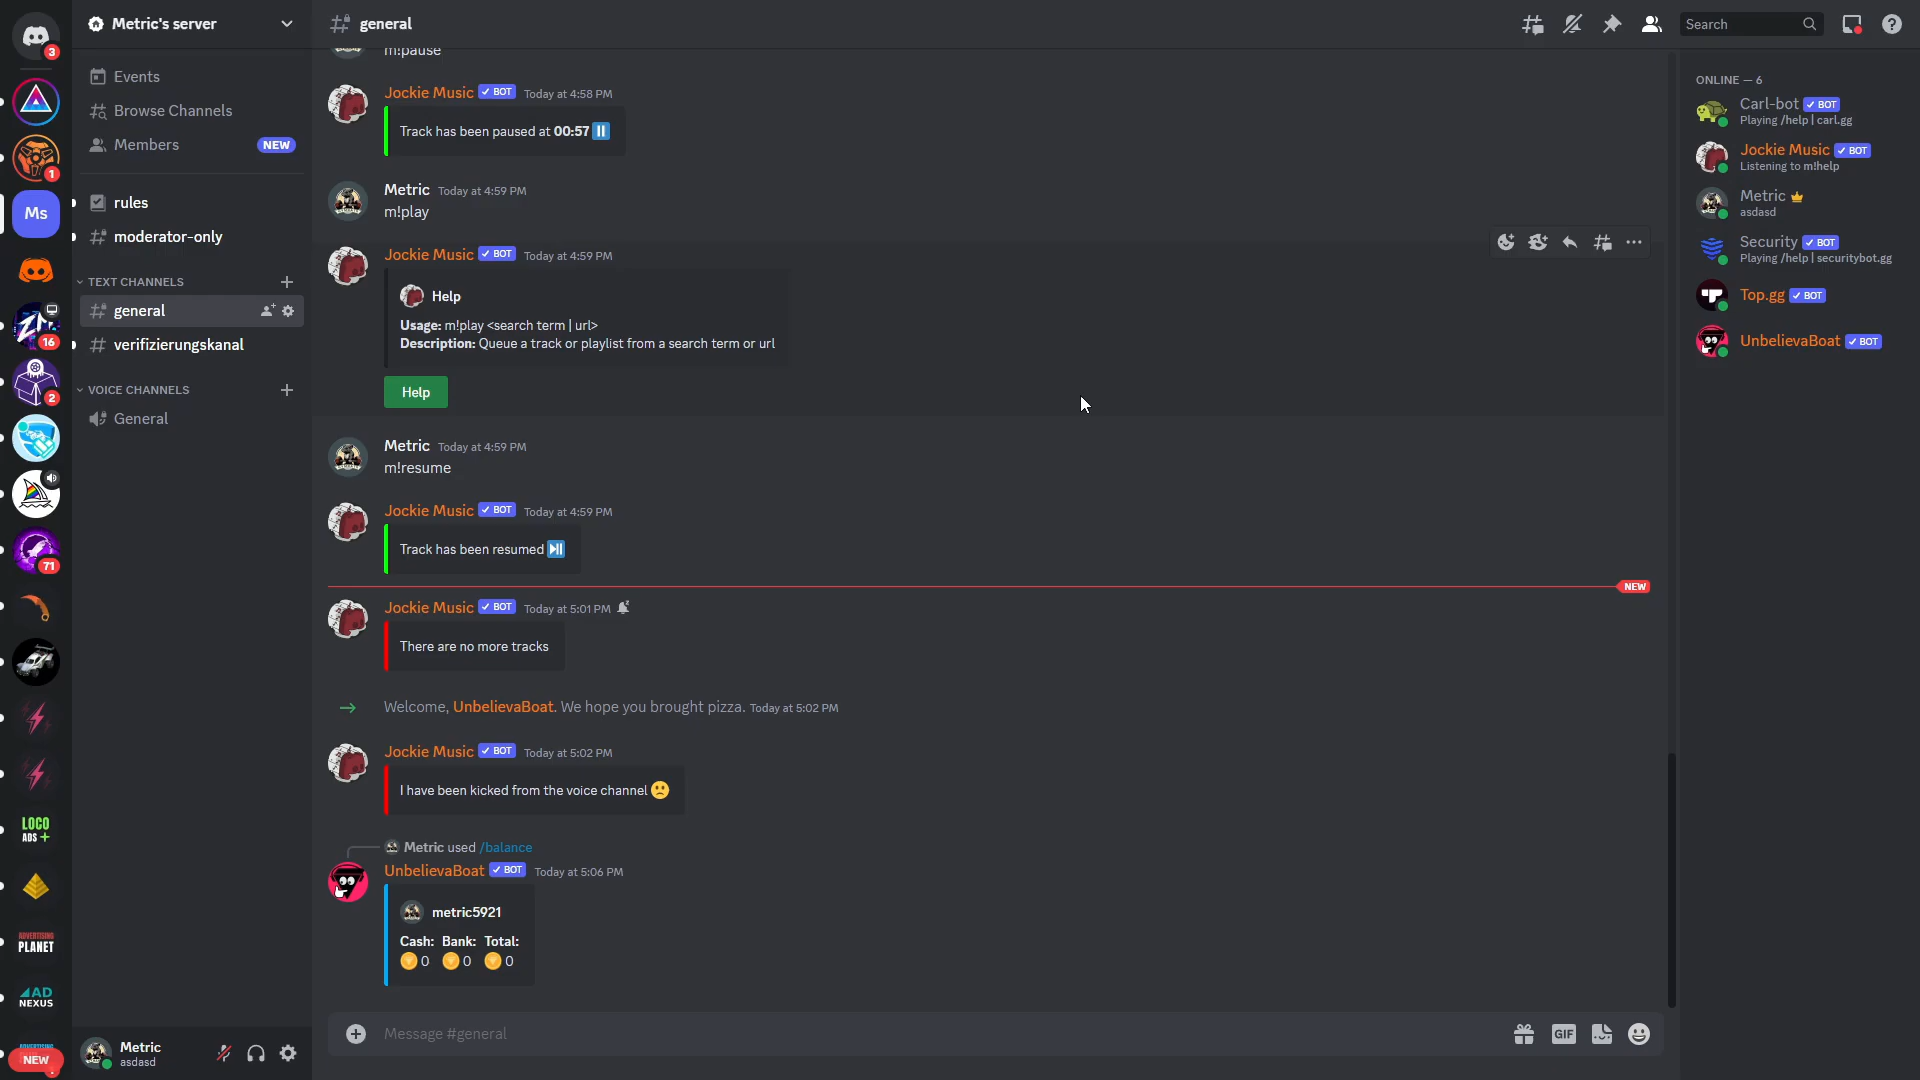 3
1
Ms
16
2
71
LOCO
ADS +
ADVERTISING
PLANET
AD
NEXUS
NEW
Metric's server
Events
Browse Channels
Members NEW
rules
moderator-only
TEXT CHANNELS
general
verifizierungskanal
VOICE CHANNELS
General
Metric
asdasd
general
Search
m!pause
Jockie Music BOT Today at 4:58 PM
Track has been paused at 00:57
Metric Today at 4:59 PM
m!play
Jockie Music BOT Today at 4:59 PM
Help
Usage: m!play <search term | url>
Description: Queue a track or playlist from a search term or url
Help
Metric Today at 4:59 PM
m!resume
Jockie Music BOT Today at 4:59 PM
Track has been resumed
NEW
Jockie Music BOT Today at 5:01 PM
There are no more tracks
Welcome, UnbelievaBoat. We hope you brought pizza. Today at 5:02 PM
Jockie Music BOT Today at 5:02 PM
I have been kicked from the voice channel
Metric used /balance
UnbelievaBoat BOT Today at 5:06 PM
metric5921
Cash: Bank: Total:
0 0 0
Message #general
GIF
ONLINE — 6
Carl-bot BOT
Playing /help | carl.gg
Jockie Music BOT
Listening to m!help
Metric
asdasd
Security BOT
Playing /help | securitybot.gg
Top.gg BOT
UnbelievaBoat BOT